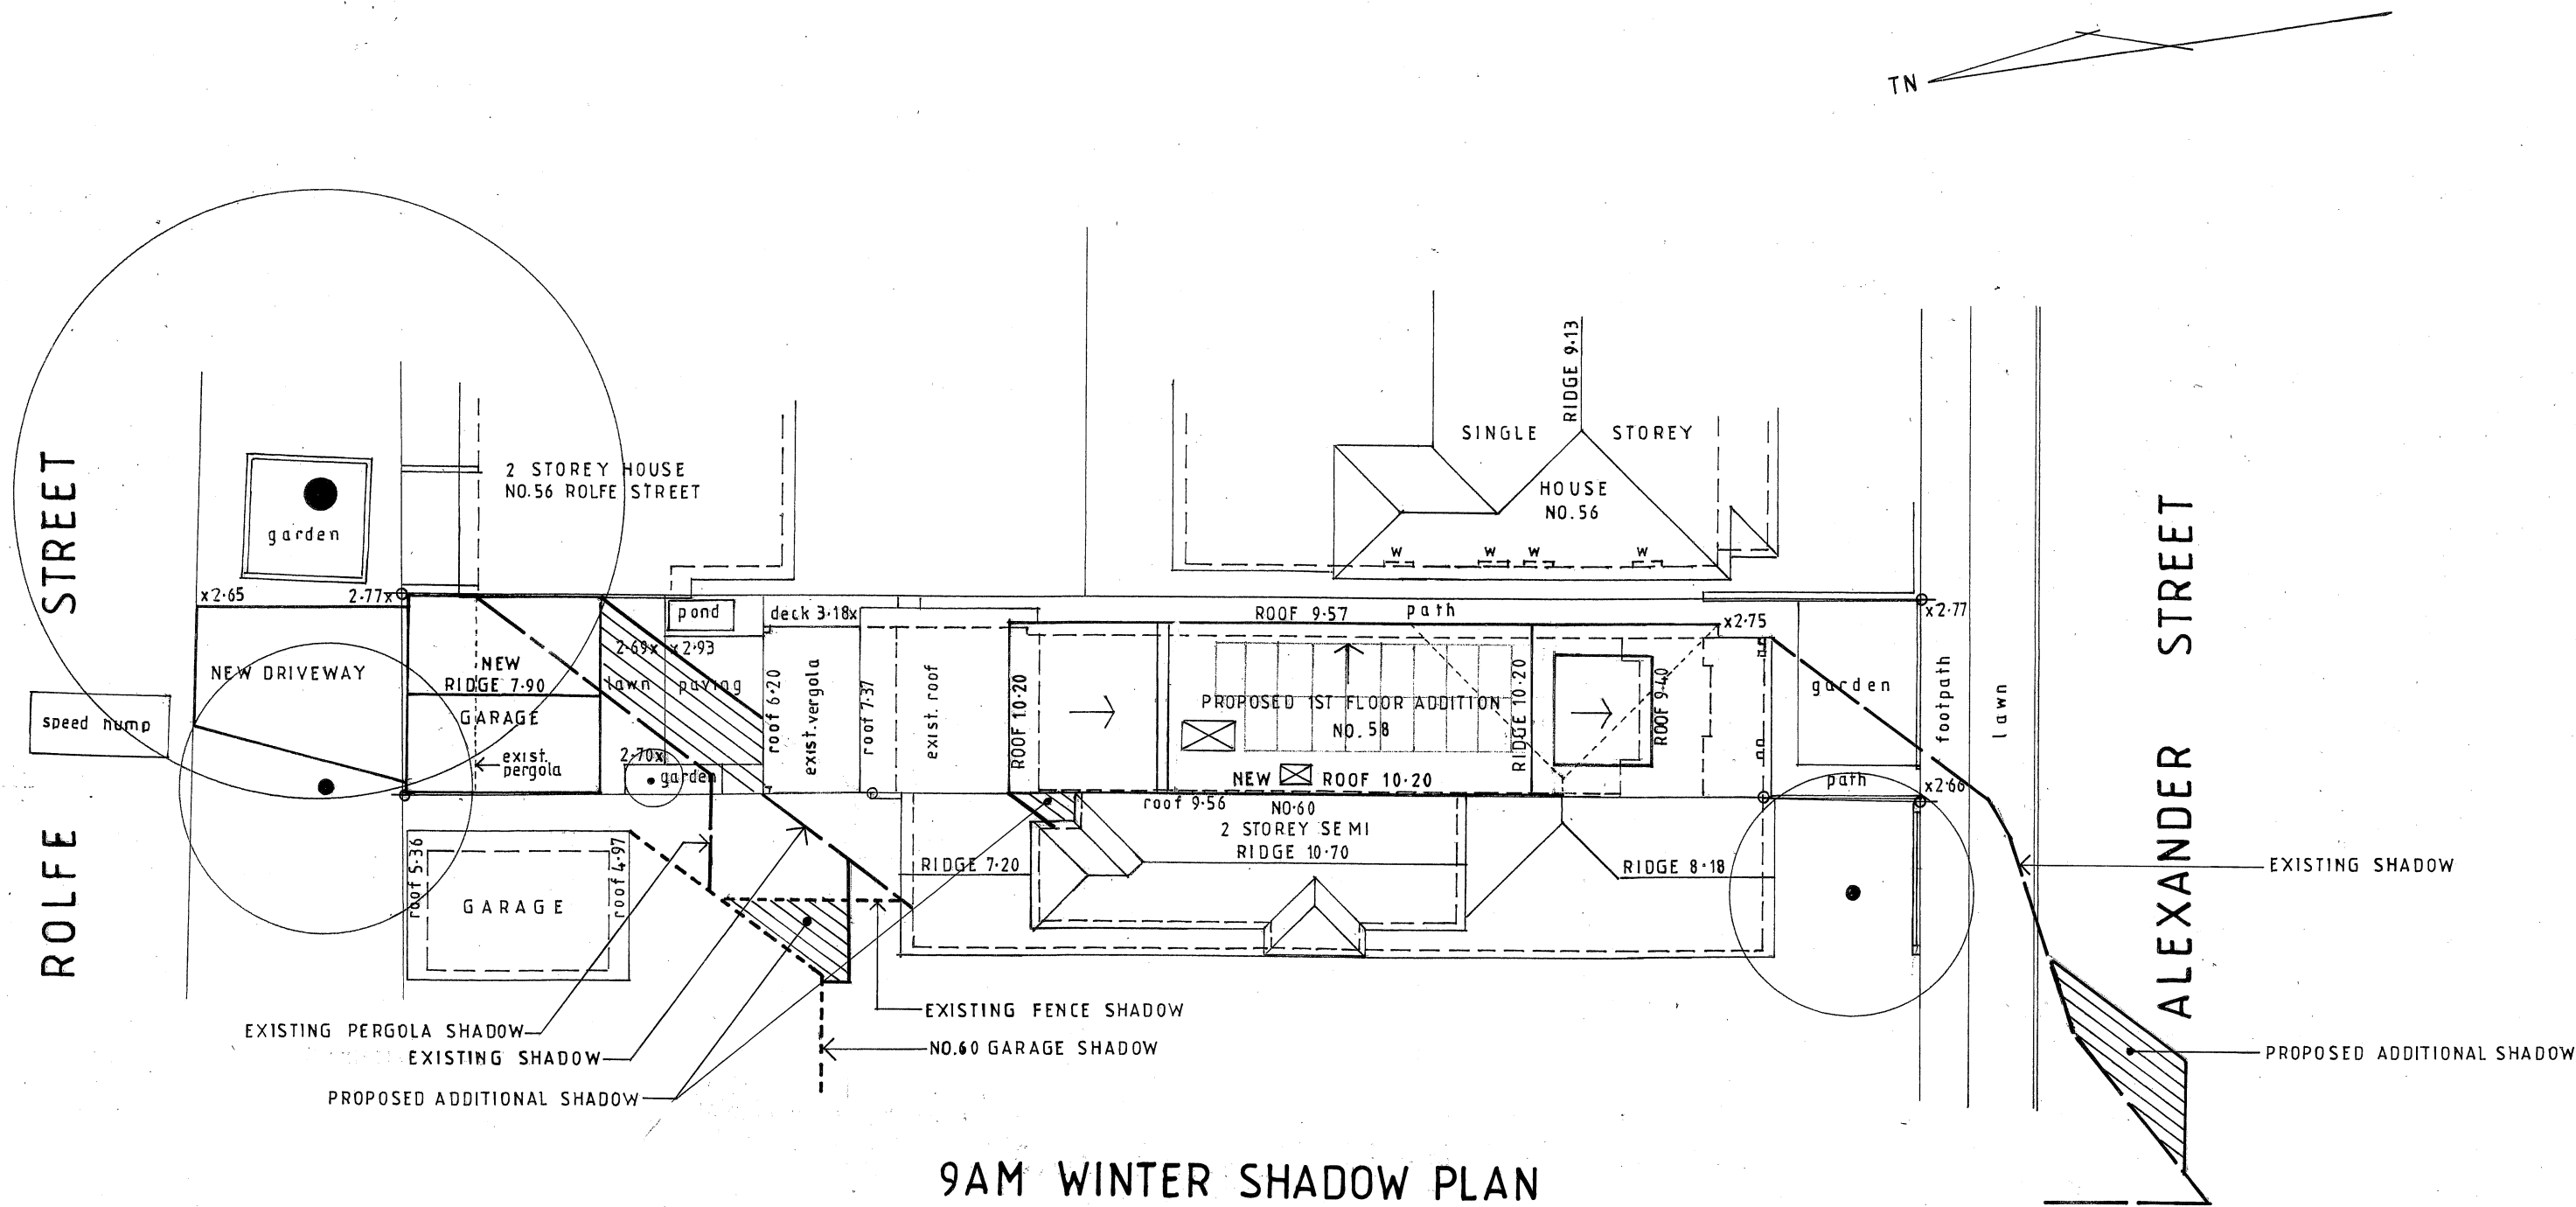 TN
RIDGE 9·13
SINGLE STOREY
HOUSE
NO.56
W W W W
2 STOREY HOUSE
NO.56 ROLFE STREET
garden
ROLFE STREET
ALEXANDER STREET
x2·65
2·77x
pond
deck 3·18x
ROOF 9·57
path
x2·75
x2·77
NEW DRIVEWAY
NEW
RIDGE 7·90
GARAGE
exist.
pergola
2·69x
x2·93
lawn
paving
2·70x
garden
roof 6·20
exist.vergola
roof 7·37
exist. roof
ROOF 10·20
PROPOSED 1ST FLOOR ADDITION
NO.58
NEW ROOF 10·20
RIDGE 10·20
ROOF 9·40
garden
footpath
lawn
path
x2·66
speed hump
roof 9·56
NO·60
2 STOREY SEMI
RIDGE 10·70
RIDGE 7·20
RIDGE 8·18
roof 5·36
GARAGE
roof 4·97
EXISTING SHADOW
EXISTING PERGOLA SHADOW
EXISTING SHADOW
PROPOSED ADDITIONAL SHADOW
EXISTING FENCE SHADOW
NO.60 GARAGE SHADOW
PROPOSED ADDITIONAL SHADOW
9AM WINTER SHADOW PLAN